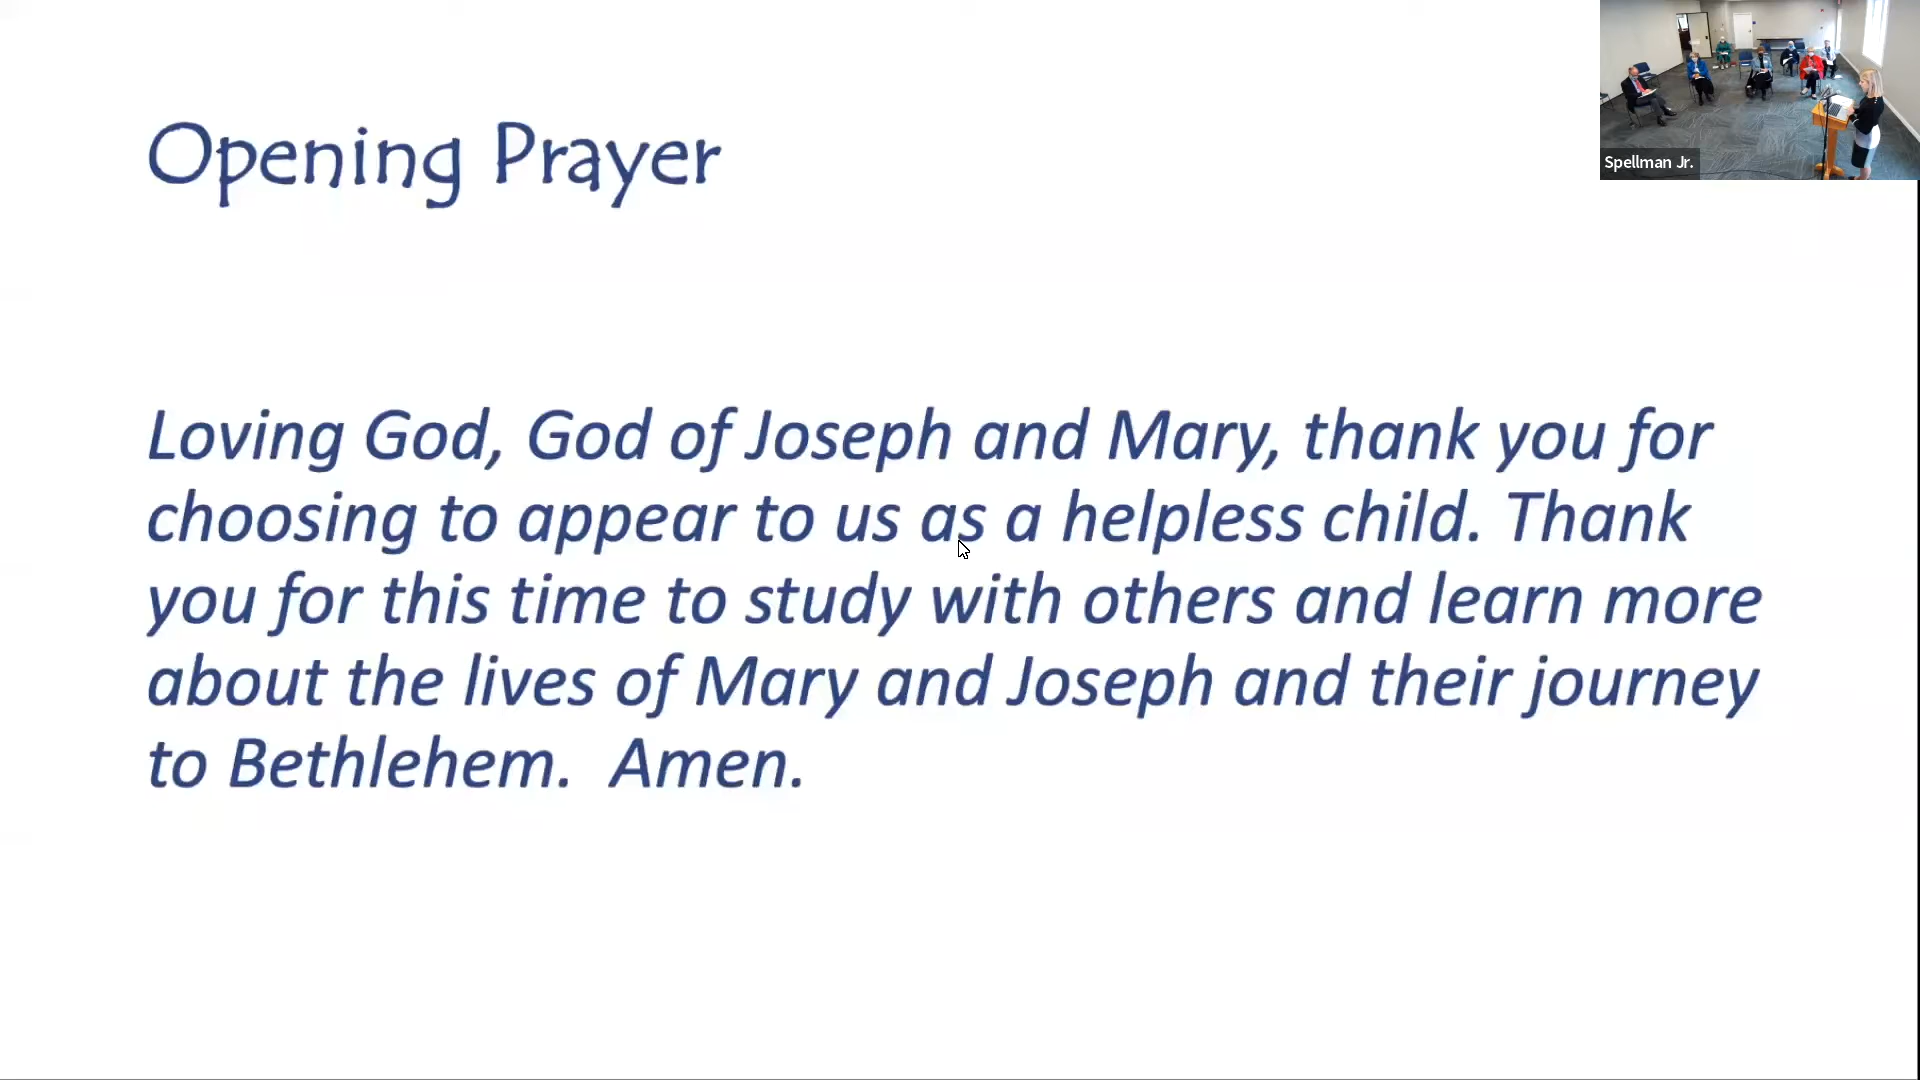 Opening Prayer
Spellman Jr.
Loving God, God of Joseph and Mary, thank you for
choosing to appear to us as a helpless child. Thank
you for this time to study with others and learn more
about the lives of Mary and Joseph and their journey
to Bethlehem.  Amen.